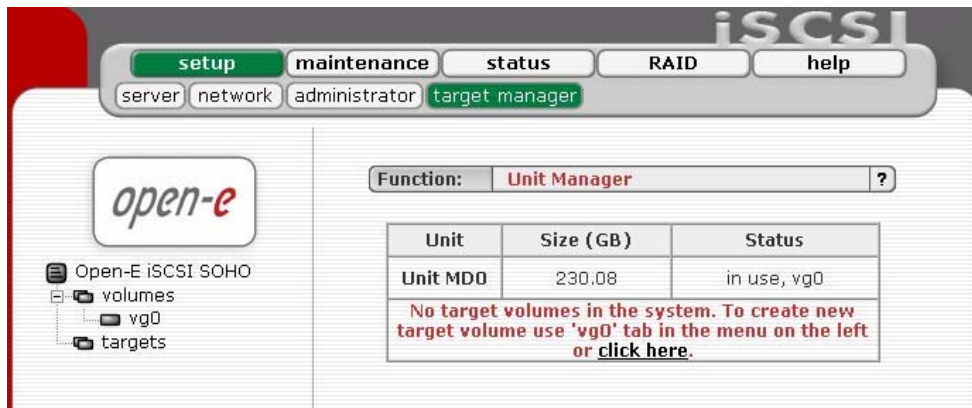 iSCSI
setup maintenance status RAID help
server network administrator target manager
open-e
Function: Unit Manager ?
Unit Size (GB) Status
Unit MD0 230.08 in use, vg0
No target volumes in the system. To create new
target volume use 'vg0' tab in the menu on the left
or click here.
Open-E iSCSI SOHO
volumes
vg0
targets